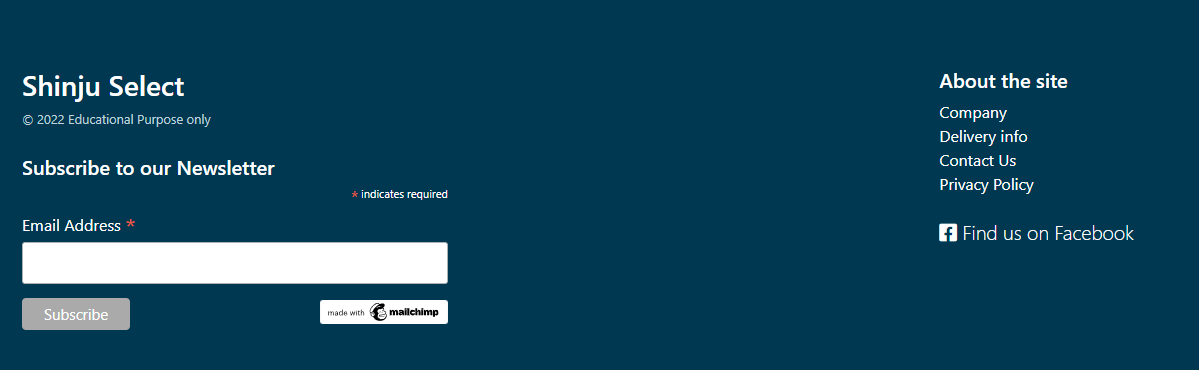 Shinju Select
© 2022 Educational Purpose only
Subscribe to our Newsletter
* indicates required
Email Address *
Subscribe
made with mailchimp
About the site
Company
Delivery info
Contact Us
Privacy Policy
Find us on Facebook